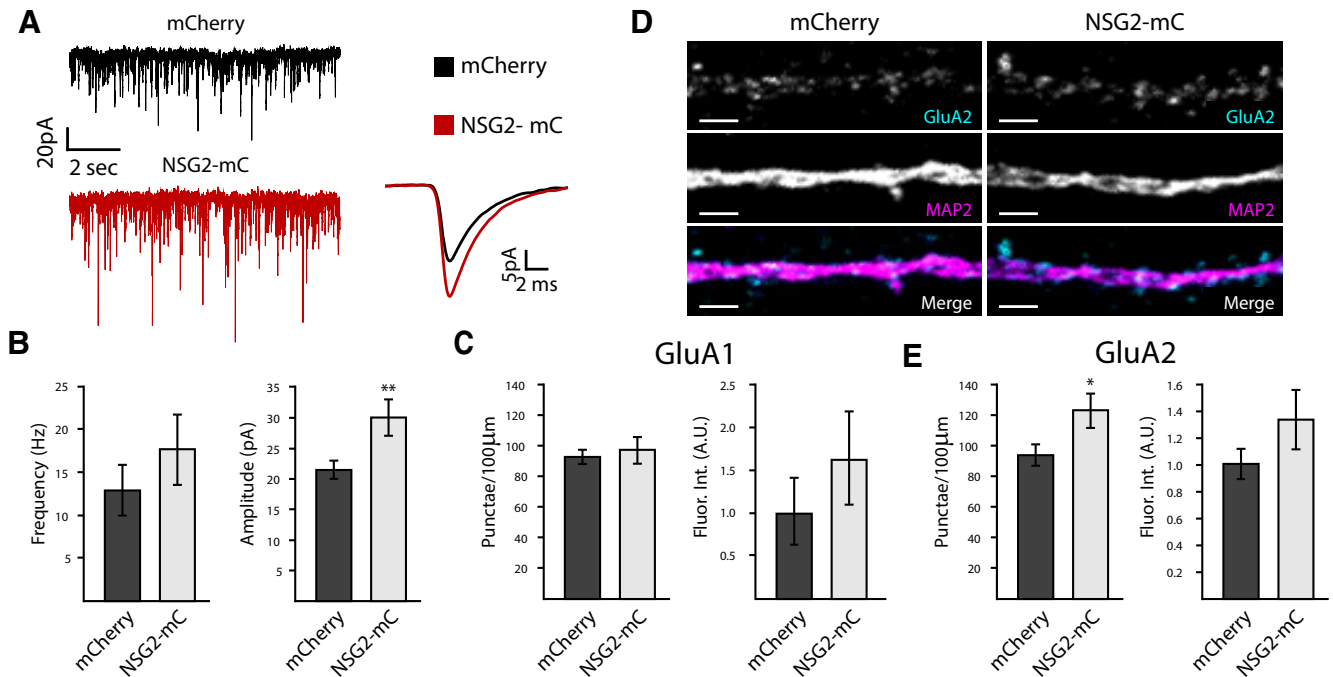 A
mCherry
20pA
2 sec
NSG2-mC
mCherry
NSG2- mC
5pA
2 ms
D
mCherry
NSG2-mC
GluA2
GluA2
MAP2
MAP2
Merge
Merge
B
Frequency (Hz)
25
20
15
10
5
mCherry
NSG2-mC
Amplitude (pA)
35
30
25
20
15
10
5
**
mCherry
NSG2-mC
C
GluA1
Punctae/100µm
140
120
100
80
60
40
20
mCherry
NSG2-mC
Fluor. Int. (A.U.)
2.5
2.0
1.5
1.0
0.5
mCherry
NSG2-mC
E
GluA2
Punctae/100µm
140
120
100
80
60
40
20
*
mCherry
NSG2-mC
Fluor. Int. (A.U.)
1.6
1.4
1.2
1.0
0.8
0.6
0.4
0.2
mCherry
NSG2-mC